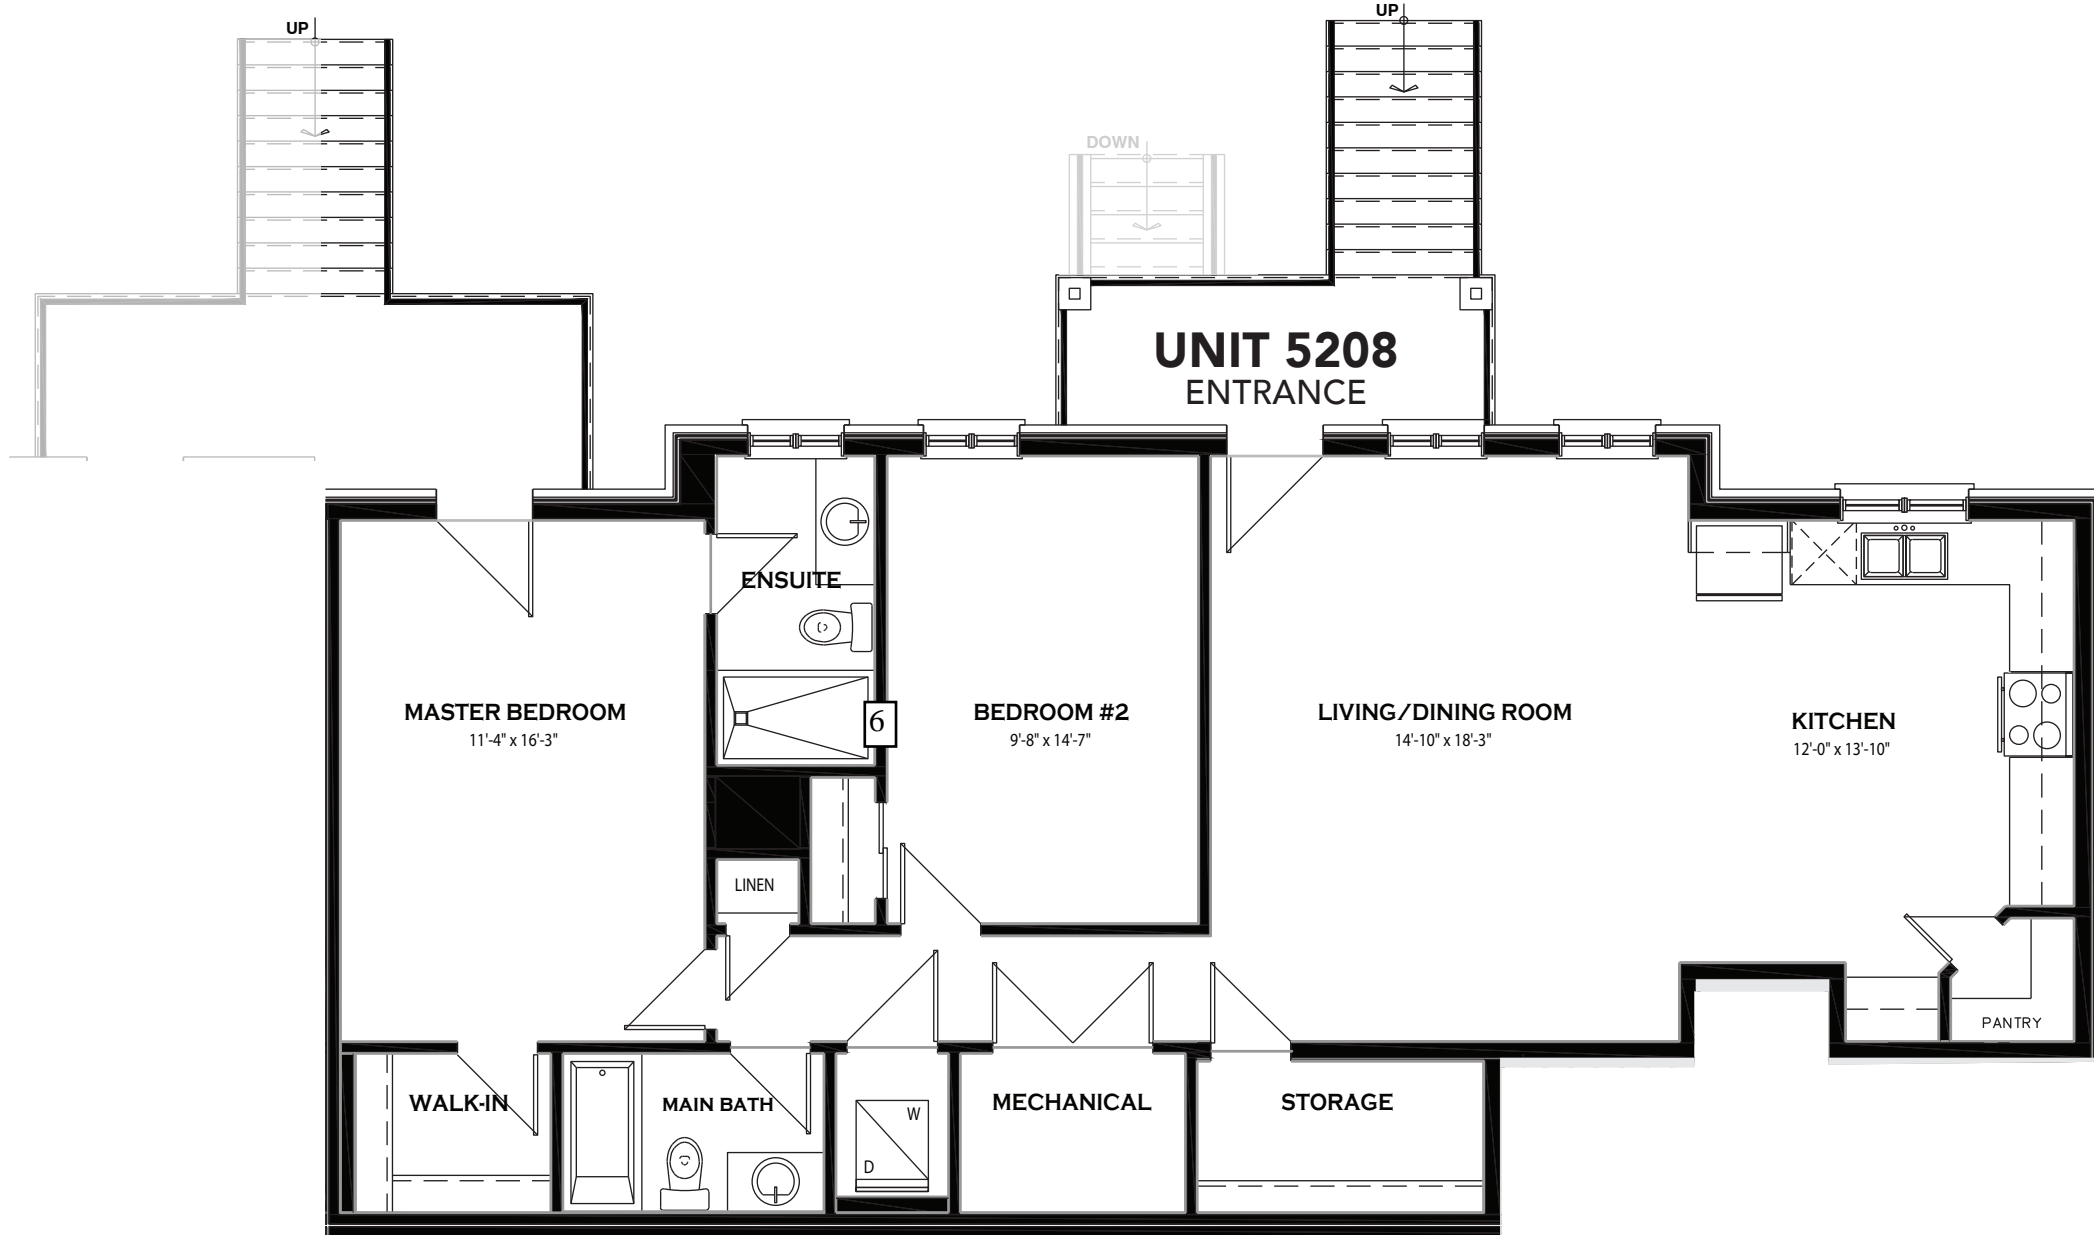 UP
UP
DOWN
UNIT 5208
ENTRANCE
ENSUITE
MASTER BEDROOM
11'-4" x 16'-3"
6
BEDROOM #2
9'-8" x 14'-7"
LIVING/DINING ROOM
14'-10" x 18'-3"
KITCHEN
12'-0" x 13'-10"
LINEN
PANTRY
WALK-IN
MAIN BATH
W
D
MECHANICAL
STORAGE